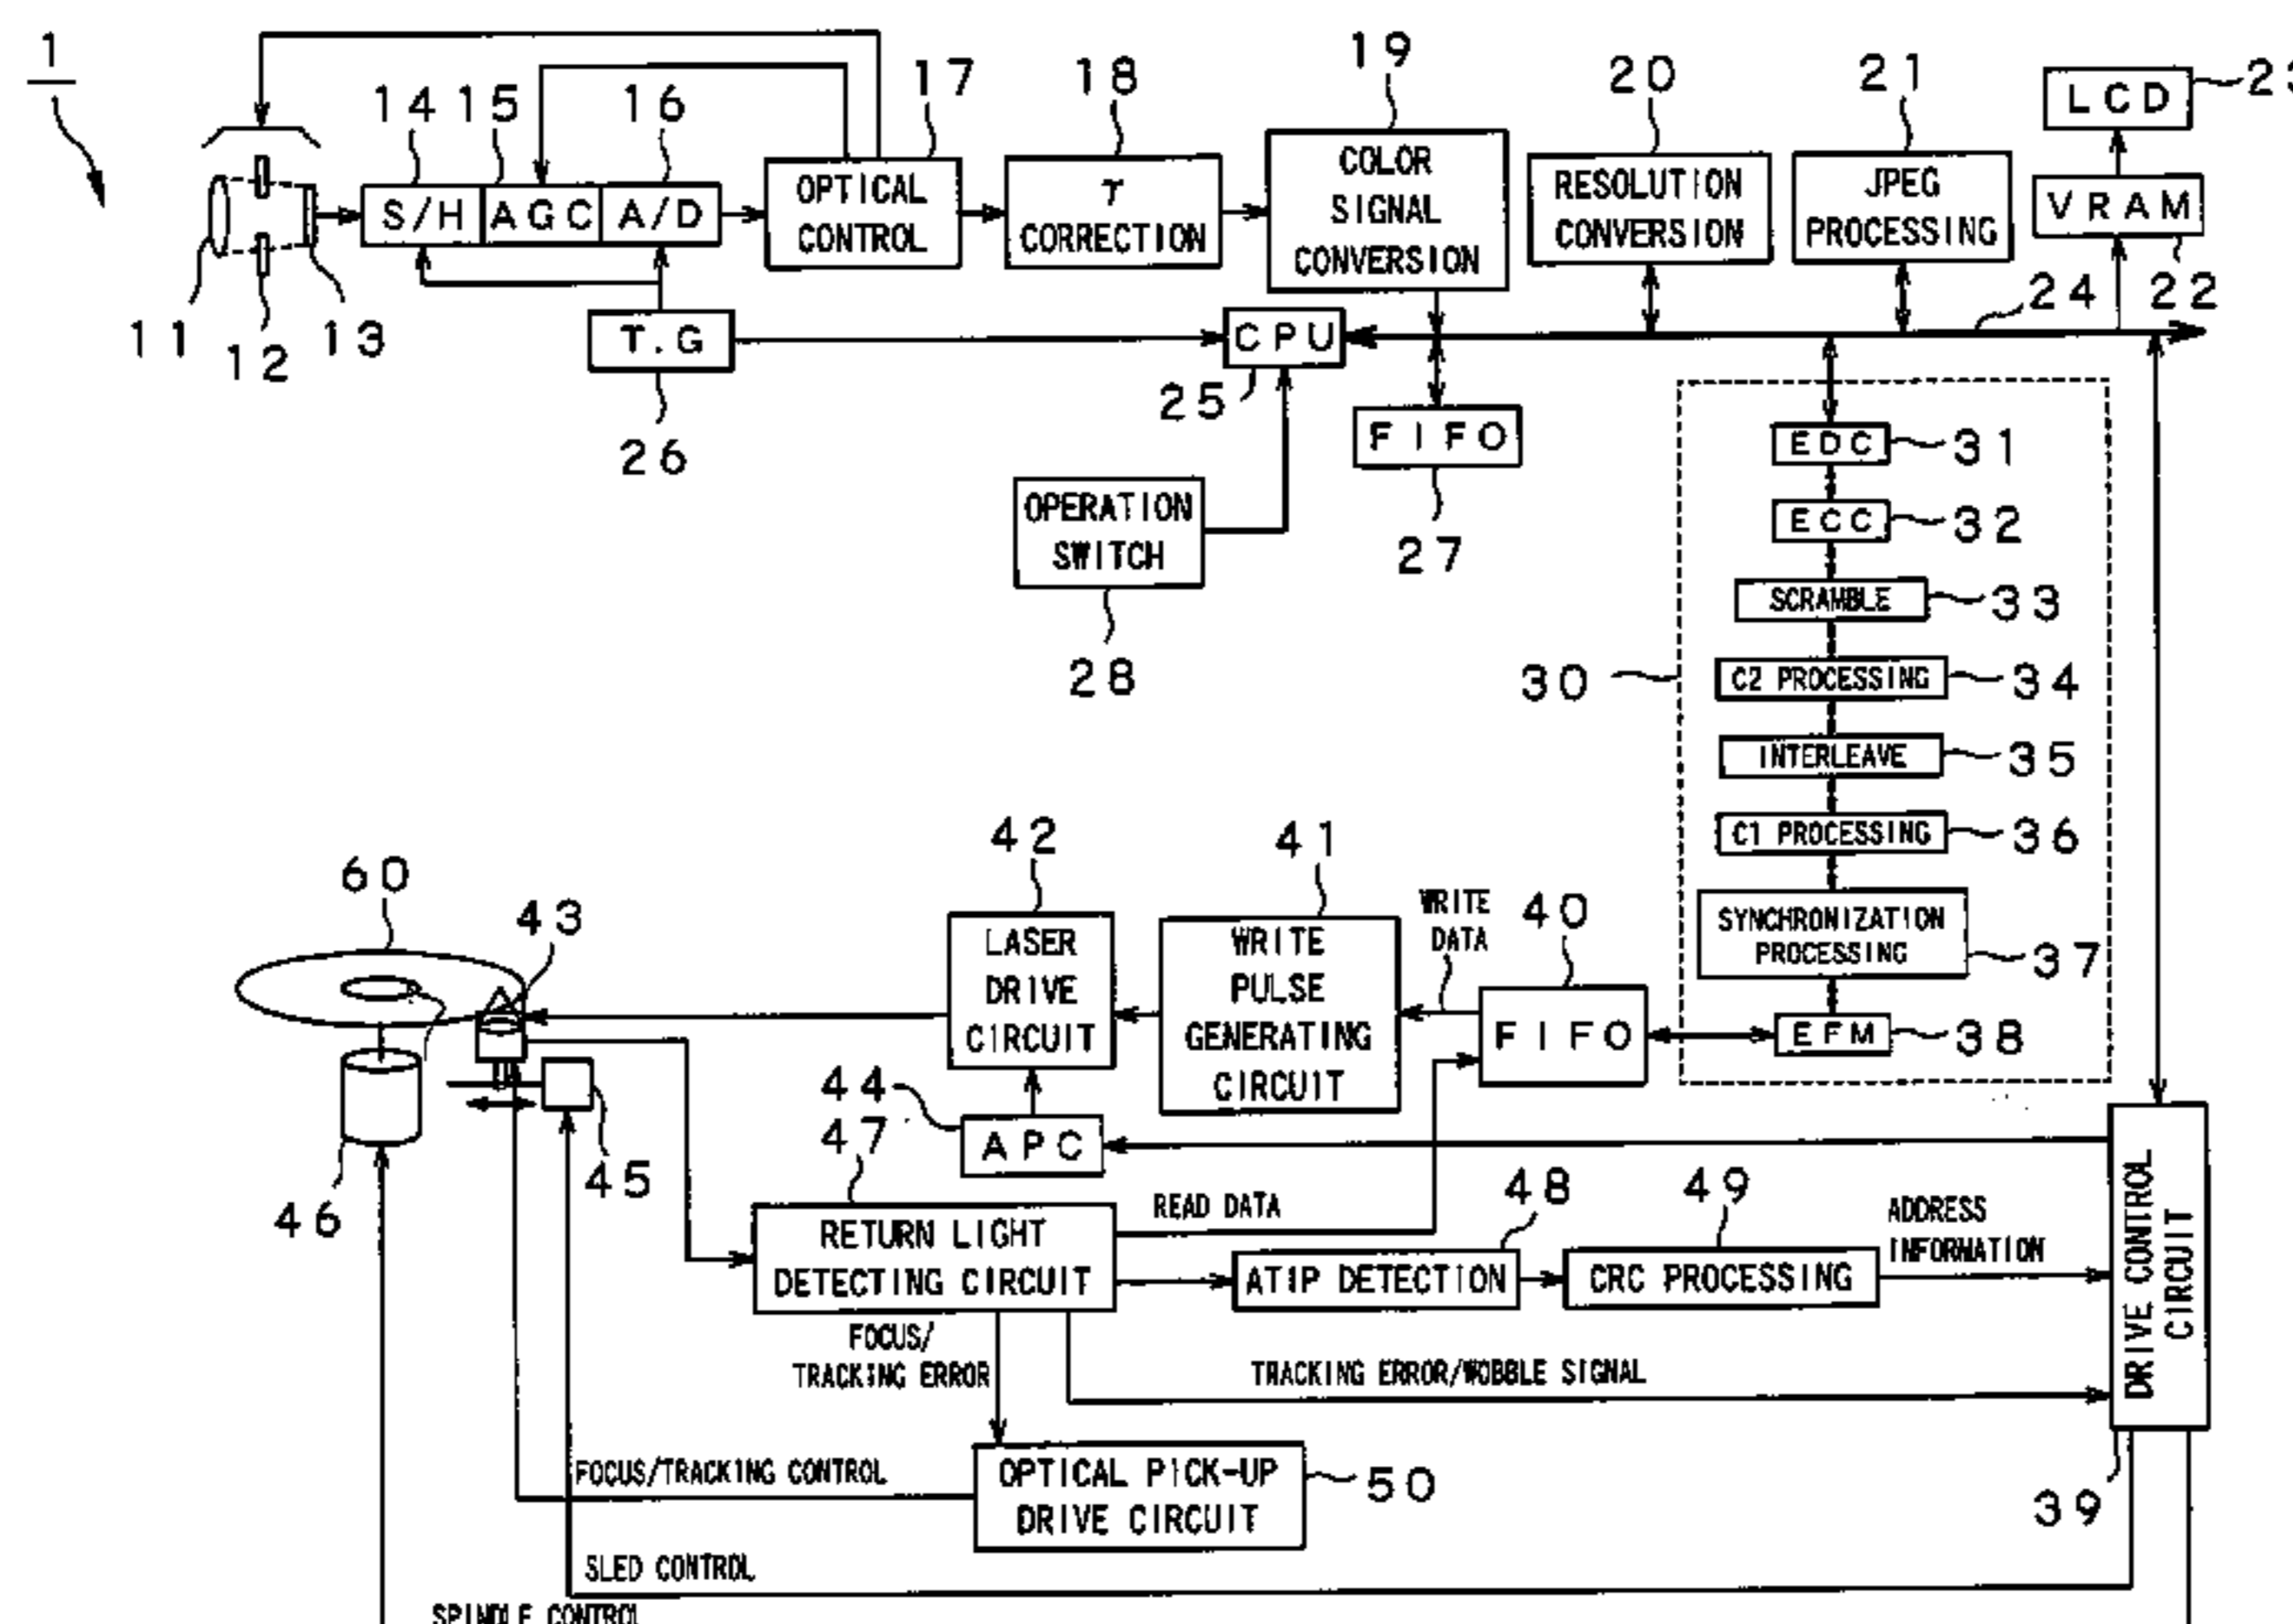 1
14
15
16
17
18
19
20
21
LCD
S/H
AGC
A/D
OPTICAL
CONTROL
γ
CORRECTION
COLOR
SIGNAL
CONVERSION
RESOLUTION
CONVERSION
JPEG
PROCESSING
VRAM
11
12
13
T.G
26
CPU
25
24
22
FIFO
27
OPERATION
SWITCH
28
EDC
31
ECC
32
SCRAMBLE
33
30
C2 PROCESSING
34
INTERLEAVE
35
C1 PROCESSING
36
SYNCHRONIZATION
PROCESSING
37
EFM
38
60
43
42
41
WRITE
DATA
40
LASER
DRIVE
CIRCUIT
WRITE
PULSE
GENERATING
CIRCUIT
FIFO
44
APC
45
46
47
RETURN LIGHT
DETECTING CIRCUIT
READ DATA
48
ATIP DETECTION
49
CRC PROCESSING
ADDRESS
INFORMATION
DRIVE CONTROL
CIRCUIT
FOCUS/
TRACKING ERROR
TRACKING ERROR/WOBBLE SIGNAL
FOCUS/TRACKING CONTROL
OPTICAL PICK-UP
DRIVE CIRCUIT
50
39
SLED CONTROL
SPINDLE CONTROL